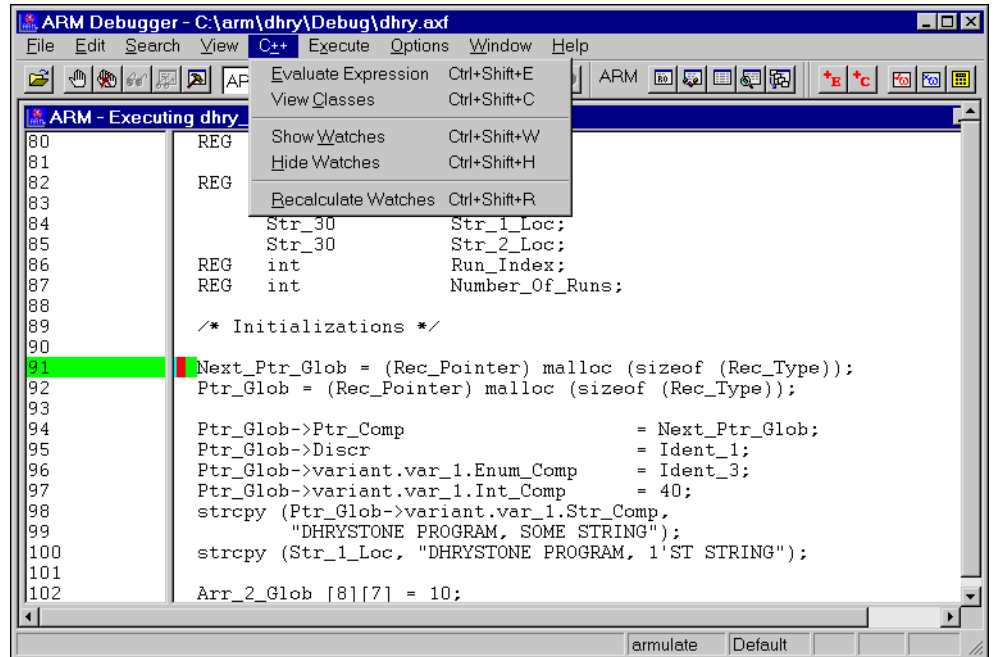 ARM Debugger - C:\arm\dhry\Debug\dhry.axf
File Edit Search View C++ Execute Options Window Help
ARM
Evaluate Expression Ctrl+Shift+E
View Classes Ctrl+Shift+C
Show Watches Ctrl+Shift+W
Hide Watches Ctrl+Shift+H
Recalculate Watches Ctrl+Shift+R
ARM - Executing dhry_
80 REG
81
82 REG
83
84 Str_30 Str_1_Loc;
85 Str_30 Str_2_Loc;
86 REG int Run_Index;
87 REG int Number_Of_Runs;
88
89 /* Initializations */
90
91 Next_Ptr_Glob = (Rec_Pointer) malloc (sizeof (Rec_Type));
92 Ptr_Glob = (Rec_Pointer) malloc (sizeof (Rec_Type));
93
94 Ptr_Glob->Ptr_Comp = Next_Ptr_Glob;
95 Ptr_Glob->Discr = Ident_1;
96 Ptr_Glob->variant.var_1.Enum_Comp = Ident_3;
97 Ptr_Glob->variant.var_1.Int_Comp = 40;
98 strcpy (Ptr_Glob->variant.var_1.Str_Comp,
99 "DHRYSTONE PROGRAM, SOME STRING");
100 strcpy (Str_1_Loc, "DHRYSTONE PROGRAM, 1'ST STRING");
101
102 Arr_2_Glob [8][7] = 10;
armulate Default